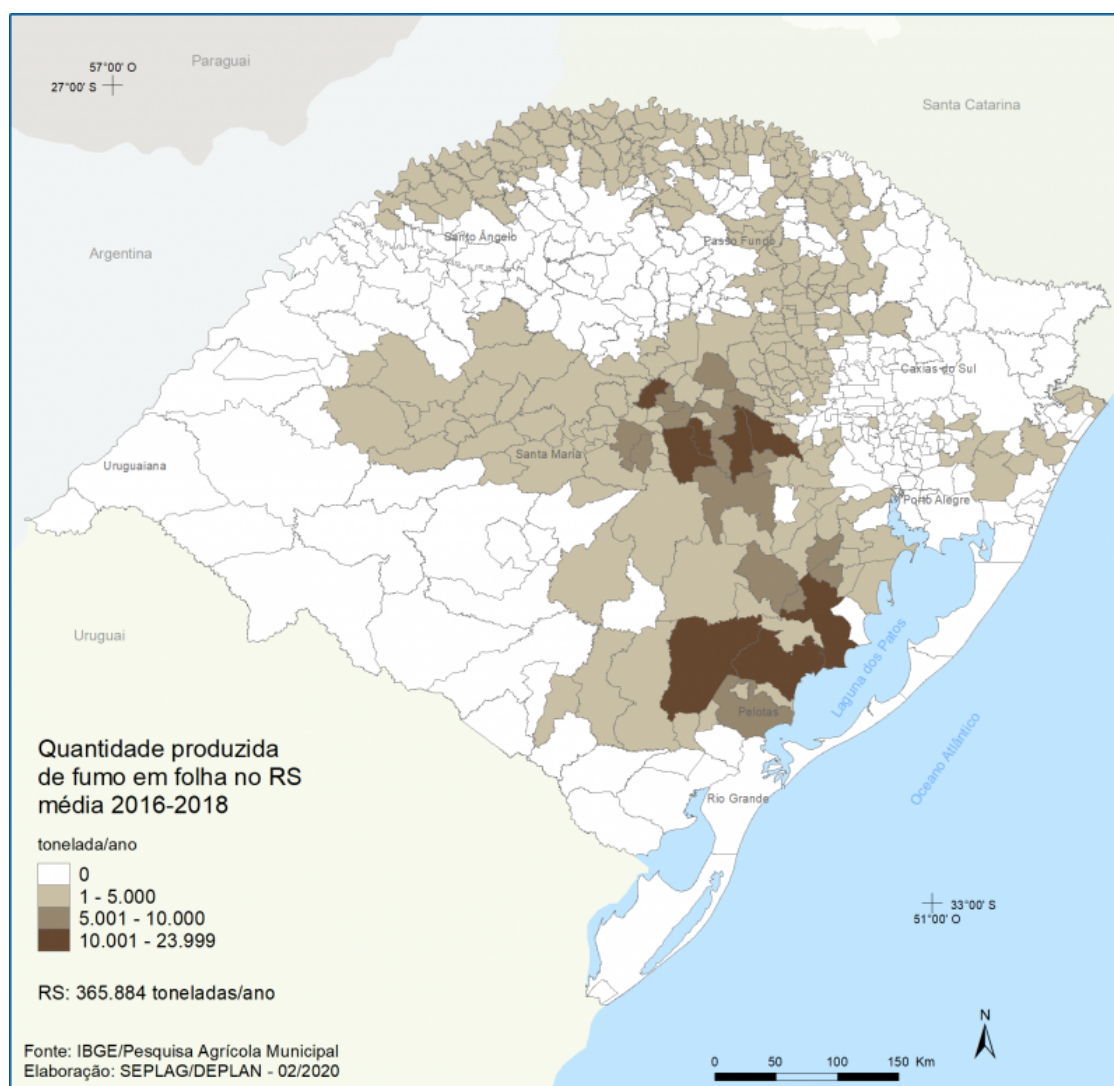 Paraguai
57°00' O
27°00' S
Santa Catarina
Santo Ângelo
Passo Fundo
Argentina
Caxias do Sul
Santa Maria
Uruguaiana
Porto Alegre
Uruguai
Laguna dos Patos
Pelotas
Oceano Atlântico
Rio Grande
Quantidade produzida
de fumo em folha no RS
média 2016-2018
tonelada/ano
0
1 - 5.000
5.001 - 10.000
10.001 - 23.999
RS: 365.884 toneladas/ano
33°00' S
51°00' O
N
Fonte: IBGE/Pesquisa Agrícola Municipal
Elaboração: SEPLAG/DEPLAN - 02/2020
0 50 100 150 Km